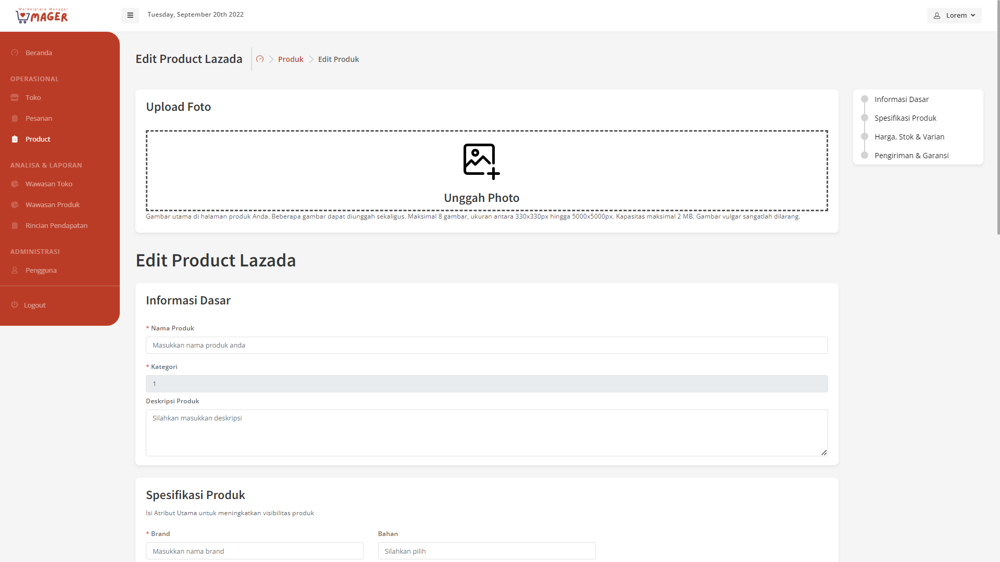 Marketplace Manager
MAGER
Tuesday, September 20th 2022
Lorem
Beranda
OPERASIONAL
Toko
Pesanan
Product
ANALISA & LAPORAN
Wawasan Toko
Wawasan Produk
Rincian Pendapatan
ADMINISTRASI
Pengguna
Logout
Edit Product Lazada
Produk
Edit Produk
Upload Foto
Unggah Photo
Gambar utama di halaman produk Anda. Beberapa gambar dapat diunggah sekaligus. Maksimal 8 gambar, ukuran antara 330x330px hingga 5000x5000px. Kapasitas maksimal 2 MB. Gambar vulgar sangatlah dilarang.
Informasi Dasar
Spesifikasi Produk
Harga, Stok & Varian
Pengiriman & Garansi
Edit Product Lazada
Informasi Dasar
* Nama Produk
Masukkan nama produk anda
* Kategori
1
Deskripsi Produk
Silahkan masukkan deskripsi
Spesifikasi Produk
Isi Atribut Utama untuk meningkatkan visibilitas produk
* Brand
Masukkan nama brand
Bahan
Silahkan pilih